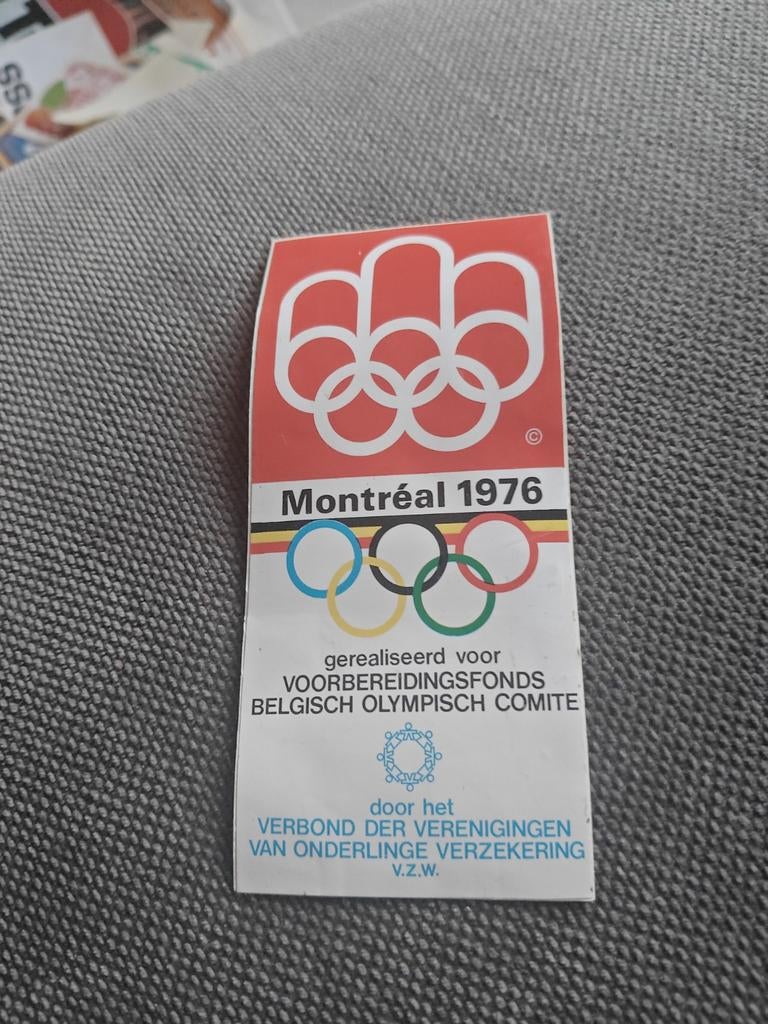 ©
Montréal 1976
gerealiseerd voor
VOORBEREIDINGSFONDS
BELGISCH OLYMPISCH COMITE
door het
VERBOND DER VERENIGINGEN
VAN ONDERLINGE VERZEKERING
v.z.w.